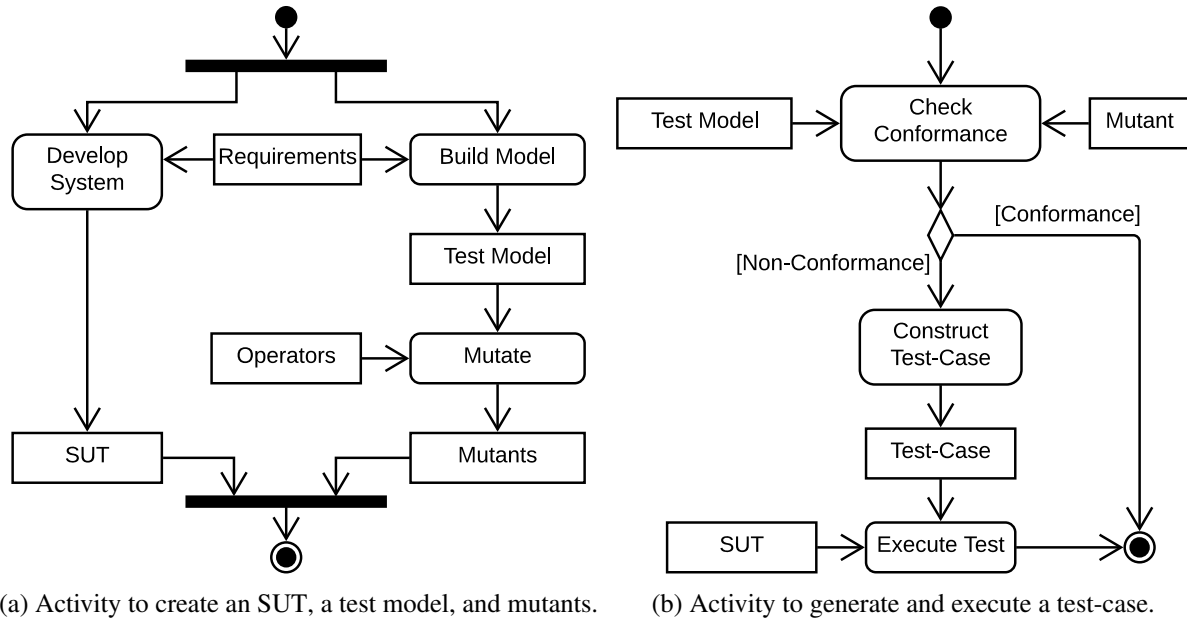 Develop
System
Requirements
Build Model
Test Model
Operators
Mutate
SUT
Mutants
(a) Activity to create an SUT, a test model, and mutants.
Check
Conformance
Test Model
Mutant
[Conformance]
[Non-Conformance]
Construct
Test-Case
Test-Case
SUT
Execute Test
(b) Activity to generate and execute a test-case.